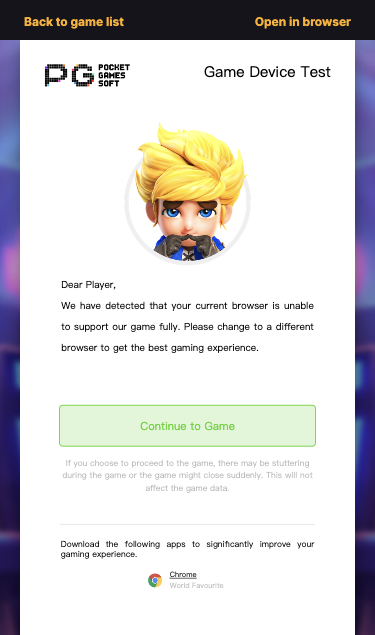 Back to game list
Open in browser
PG POCKET GAMES SOFT
Game Device Test
Dear Player,
We have detected that your current browser is unable
to support our game fully. Please change to a different
browser to get the best gaming experience.
Continue to Game
If you choose to proceed to the game, there may be stuttering
during the game or the game might close suddenly. This will not
affect the game data.
Download the following apps to significantly improve your
gaming experience.
Chrome
World Favourite